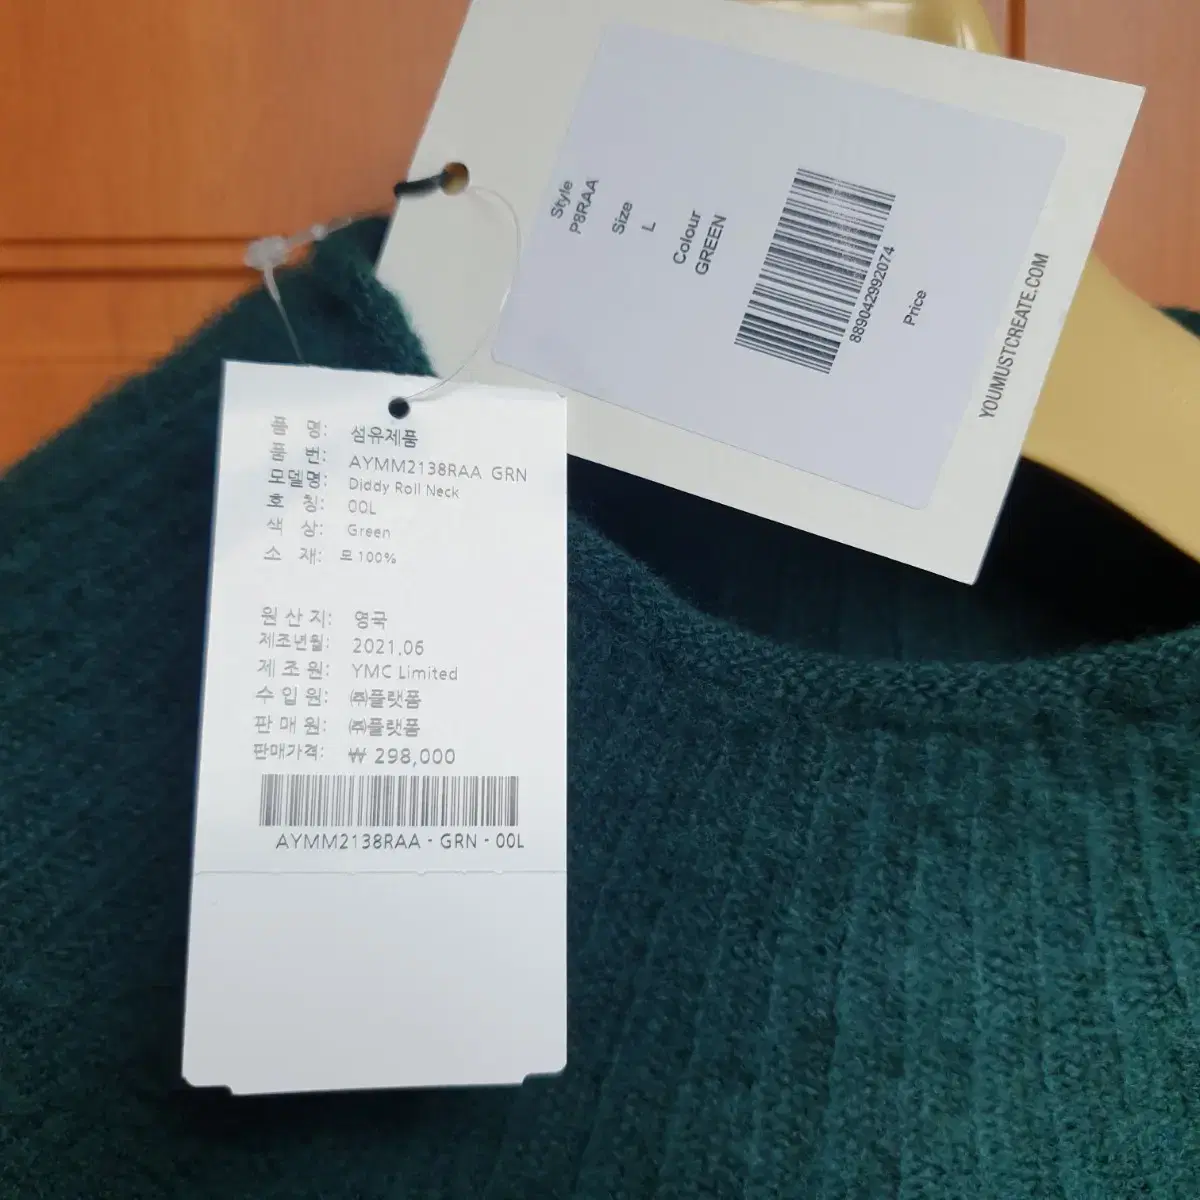 Style
P8RAA
Size
L
Colour
GREEN
889042992074
Price
YOUMUSTCREATE.COM
품 명: 섬유제품
품 번: AYMM2138RAA GRN
모델명: Diddy Roll Neck
호 칭: 00L
색 상: Green
소 재: 모 100%
원 산 지: 영국
제조년월: 2021.06
제 조 원: YMC Limited
수 입 원: ㈜플랫폼
판 매 원: ㈜플랫폼
판매가격: ₩ 298,000
AYMM2138RAA - GRN - 00L